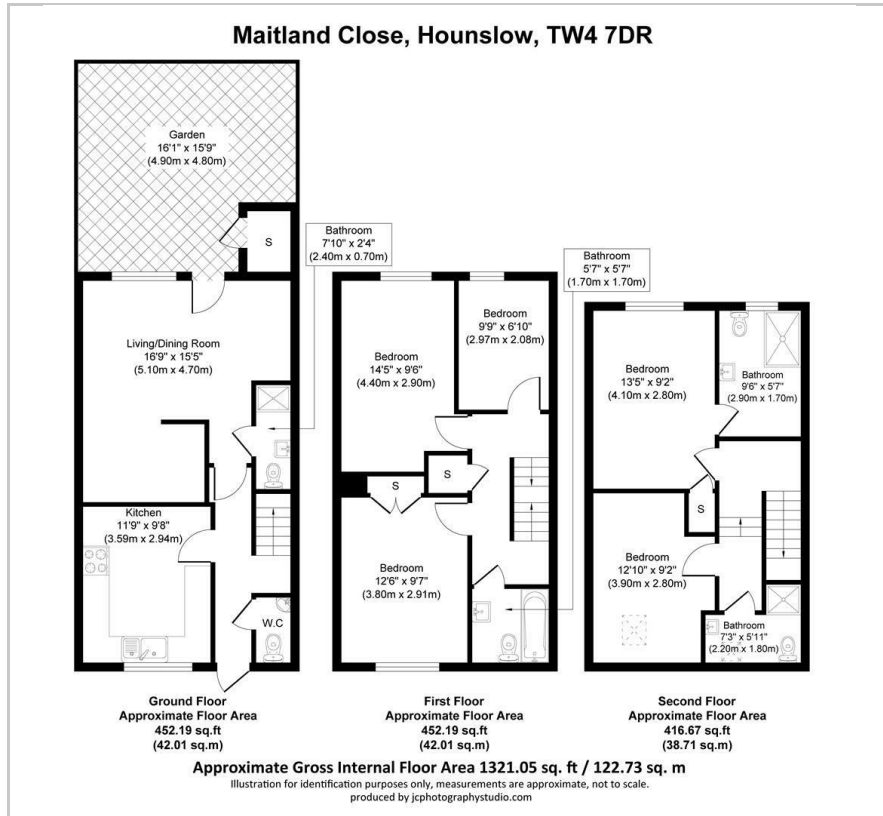 Maitland Close, Hounslow, TW4 7DR
Garden
16'1" x 15'9"
(4.90m x 4.80m)
S
Bathroom
7'10" x 2'4"
(2.40m x 0.70m)
Living/Dining Room
16'9" x 15'5"
(5.10m x 4.70m)
Kitchen
11'9" x 9'8"
(3.59m x 2.94m)
W.C
Ground Floor
Approximate Floor Area
452.19 sq.ft
(42.01 sq.m)
Bedroom
14'5" x 9'6"
(4.40m x 2.90m)
Bedroom
9'9" x 6'10"
(2.97m x 2.08m)
S
S
Bedroom
12'6" x 9'7"
(3.80m x 2.91m)
Bathroom
5'7" x 5'7"
(1.70m x 1.70m)
First Floor
Approximate Floor Area
452.19 sq.ft
(42.01 sq.m)
Bedroom
13'5" x 9'2"
(4.10m x 2.80m)
Bathroom
9'6" x 5'7"
(2.90m x 1.70m)
S
Bedroom
12'10" x 9'2"
(3.90m x 2.80m)
Bathroom
7'3" x 5'11"
(2.20m x 1.80m)
Second Floor
Approximate Floor Area
416.67 sq.ft
(38.71 sq.m)
Approximate Gross Internal Floor Area 1321.05 sq. ft / 122.73 sq. m
Illustration for identification purposes only, measurements are approximate, not to scale.
produced by jcphotographystudio.com